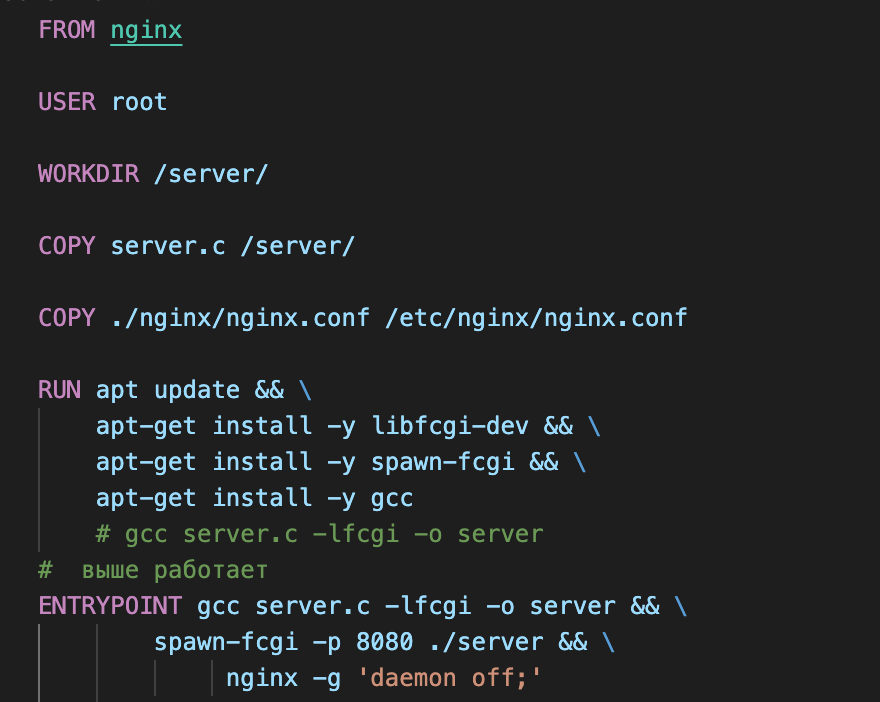 FROM nginx
USER root
WORKDIR /server/
COPY server.c /server/
COPY ./nginx/nginx.conf /etc/nginx/nginx.conf
RUN apt update && \
apt-get install -y libfcgi-dev && \
apt-get install -y spawn-fcgi && \
apt-get install -y gcc
# gcc server.c -lfcgi -o server
# выше работает
ENTRYPOINT gcc server.c -lfcgi -o server && \
spawn-fcgi -p 8080 ./server && \
nginx -g 'daemon off;'